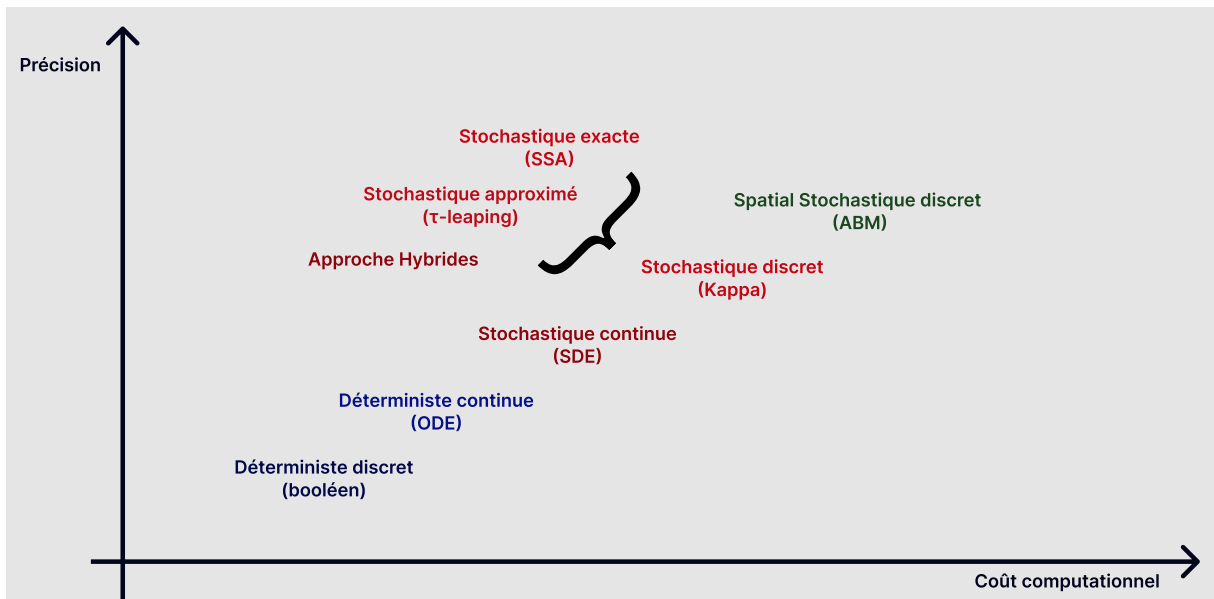 Précision
Stochastique exacte
(SSA)
Stochastique approximé
(τ-leaping)
Spatial Stochastique discret
(ABM)
Approche Hybrides
Stochastique discret
(Kappa)
Stochastique continue
(SDE)
Déterministe continue
(ODE)
Déterministe discret
(booléen)
Coût computationnel